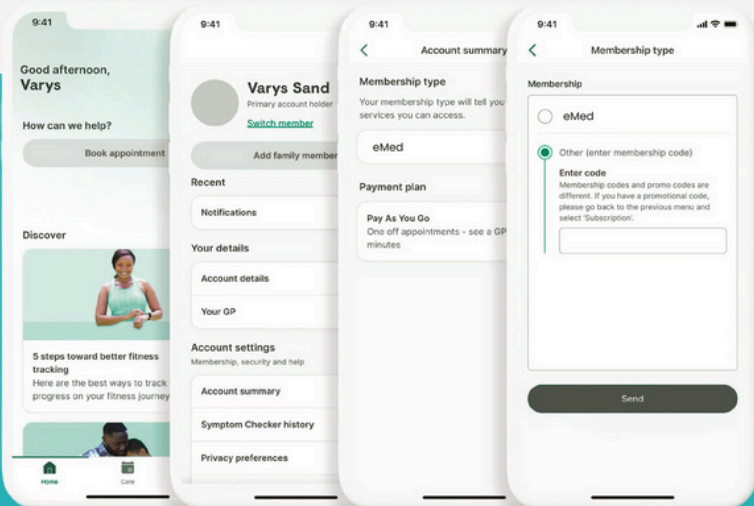 9:41
Good afternoon,
Varys
How can we help?
Book appointment
Discover
5 steps toward better fitness
tracking
Here are the best ways to track
progress on your fitness journey
Home
Care
9:41
Varys Sand
Primary account holder
Switch member
Add family member
Recent
Notifications
Your details
Account details
Your GP
Account settings
Membership, security and help
Account summary
Symptom Checker history
Privacy preferences
9:41
Account summary
Membership type
Your membership type will tell you
services you can access.
eMed
Payment plan
Pay As You Go
One off appointments - see a GP
minutes
9:41
Membership type
Membership
eMed
Other (enter membership code)
Enter code
Membership codes and promo codes are
different. If you have a promotional code,
please go back to the previous menu and
select 'Subscription'.
Send